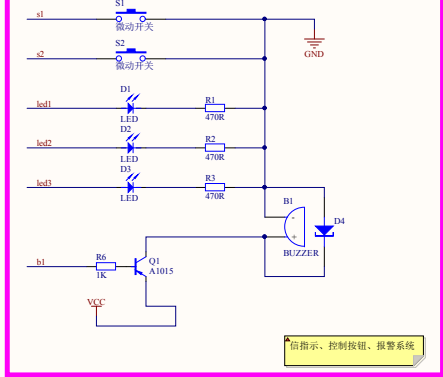 S1
s1
微动开关
GND
S2
s2
微动开关
D1
led1
R1
LED
470R
D2
led2
R2
LED
470R
D3
led3
R3
LED
470R
B1
-
D4
+
BUZZER
b1
R6
Q1
1K
A1015
VCC
信指示、控制按钮、报警系统